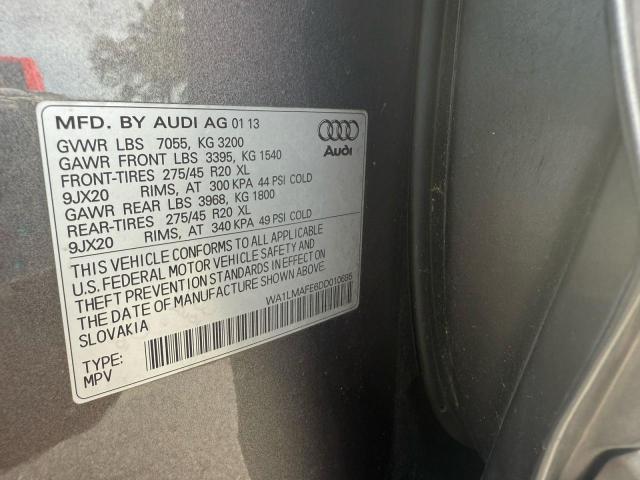 MFD. BY AUDI AG 01 13
GVWR LBS 7055, KG 3200
GAWR FRONT LBS 3395, KG 1540
FRONT-TIRES 275/45 R20 XL
9JX20 RIMS, AT 300 KPA 44 PSI COLD
GAWR REAR LBS 3968, KG 1800
REAR-TIRES 275/45 R20 XL
9JX20 RIMS, AT 340 KPA 49 PSI COLD
Audi
THIS VEHICLE CONFORMS TO ALL APPLICABLE
U.S. FEDERAL MOTOR VEHICLE SAFETY AND
THEFT PREVENTION STANDARDS IN EFFECT ON
THE DATE OF MANUFACTURE SHOWN ABOVE
SLOVAKIA
WA1LMAFE6DD010695
TYPE:
MPV